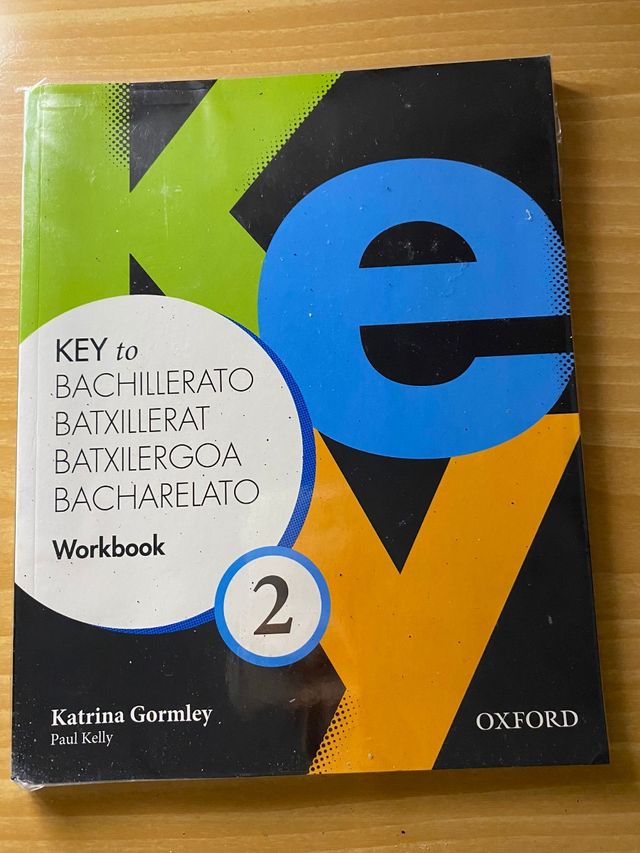 Key
KEY to
BACHILLERATO
BATXILLERAT
BATXILERGOA
BACHARELATO
Workbook
2
Katrina Gormley
Paul Kelly
OXFORD